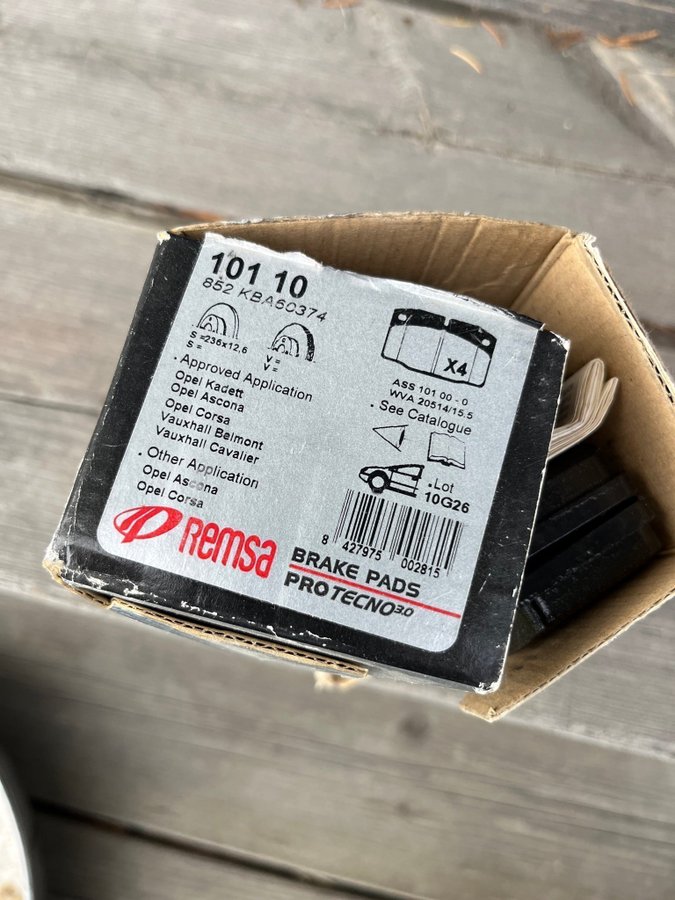 101 10
852 KBA60374
S =236x12,6
S =
V =
V =
. Approved Application
Opel Kadett
Opel Ascona
Opel Corsa
Vauxhall Belmont
Vauxhall Cavalier
. Other Application
Opel Ascona
Opel Corsa
X4
ASS 101 00 - 0
WVA 20514/15.5
. See Catalogue
. Lot
10G26
8 427975 002815
Remsa
BRAKE PADS
PROTECNO3.0